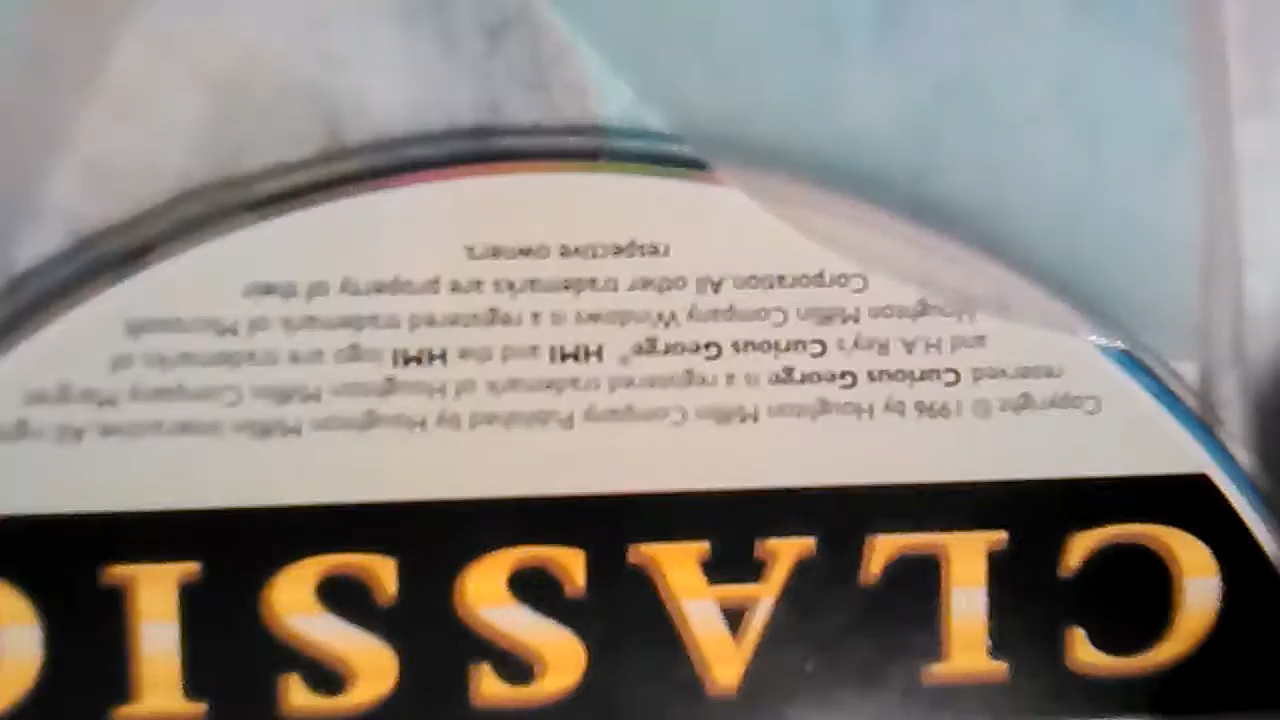 CLASSIC
Copyright © 1996 by Houghton Mifflin Company Published by Houghton Mifflin Interactive. All
reserved Curious George is a registered trademark of Houghton Mifflin Company Margret
and H.A. Rey's Curious George, HMI® and the HMI logo are trademarks of
Houghton Mifflin Company Windows is a registered trademark of Microsoft
Corporation. All other trademarks are property of their
respective owners.